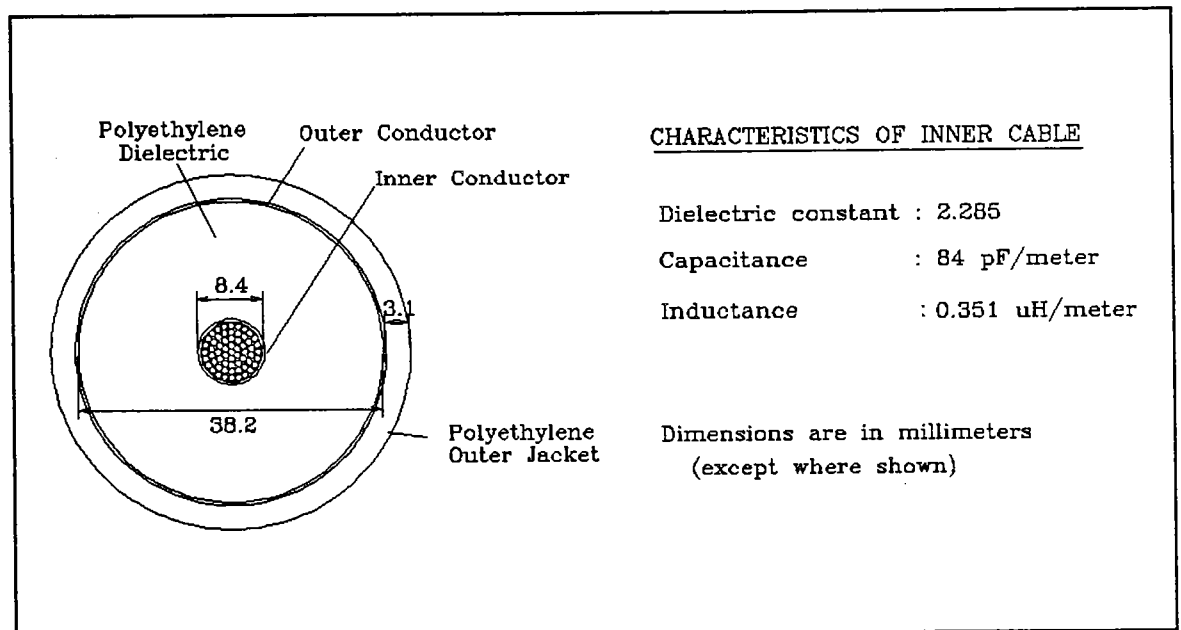 Polyethylene
Dielectric
Outer Conductor
Inner Conductor
8.4
3.1
38.2
Polyethylene
Outer Jacket
CHARACTERISTICS OF INNER CABLE
Dielectric constant : 2.285
Capacitance : 84 pF/meter
Inductance : 0.351 uH/meter
Dimensions are in millimeters
(except where shown)